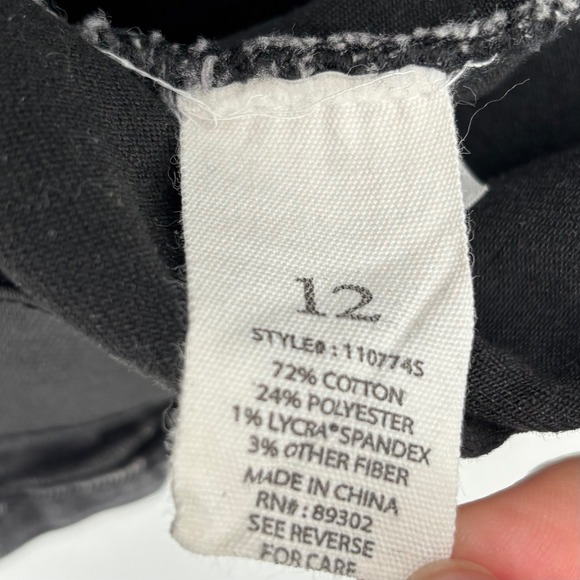 12
STYLE#:110774S
72% COTTON
24% POLYESTER
1% LYCRA®SPANDEX
3% OTHER FIBER
MADE IN CHINA
RN#: 89302
SEE REVERSE
FOR CARE